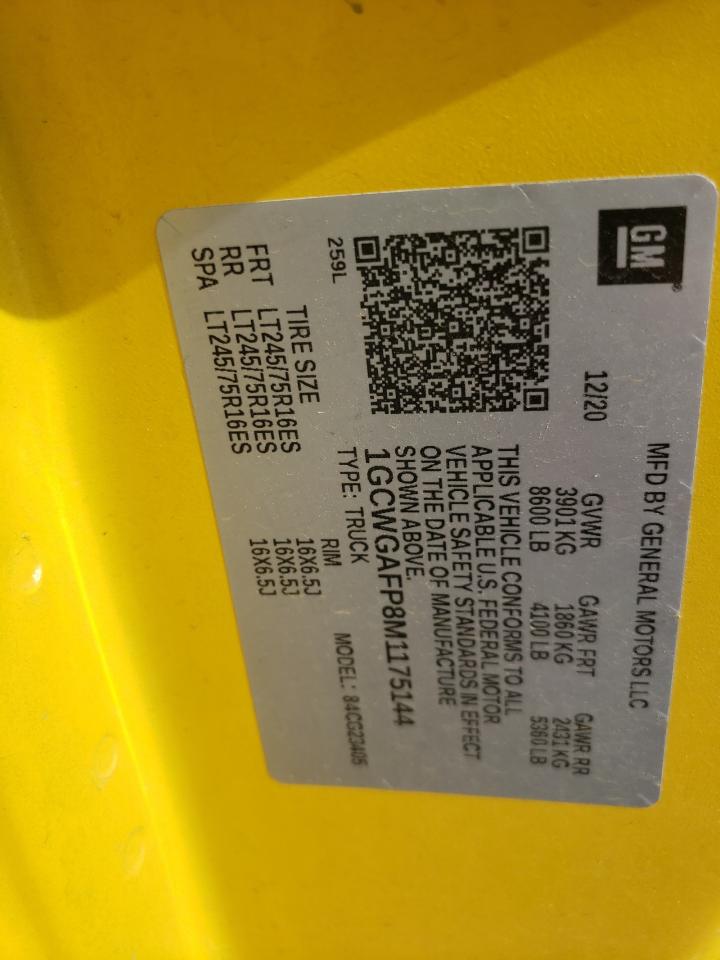 GM®
MFD BY GENERAL MOTORS LLC
12/20
GVWR GAWR FRT GAWR RR
3901 KG 1860 KG 2431 KG
8600 LB 4100 LB 5360 LB
THIS VEHICLE CONFORMS TO ALL
APPLICABLE U.S. FEDERAL MOTOR
VEHICLE SAFETY STANDARDS IN EFFECT
ON THE DATE OF MANUFACTURE
SHOWN ABOVE.
1GCWGAFP8M1175144
TYPE: TRUCK MODEL: 84CG23405
259L
TIRE SIZE RIM
FRT LT245/75R16ES 16X6.5J
RR LT245/75R16ES 16X6.5J
SPA LT245/75R16ES 16X6.5J